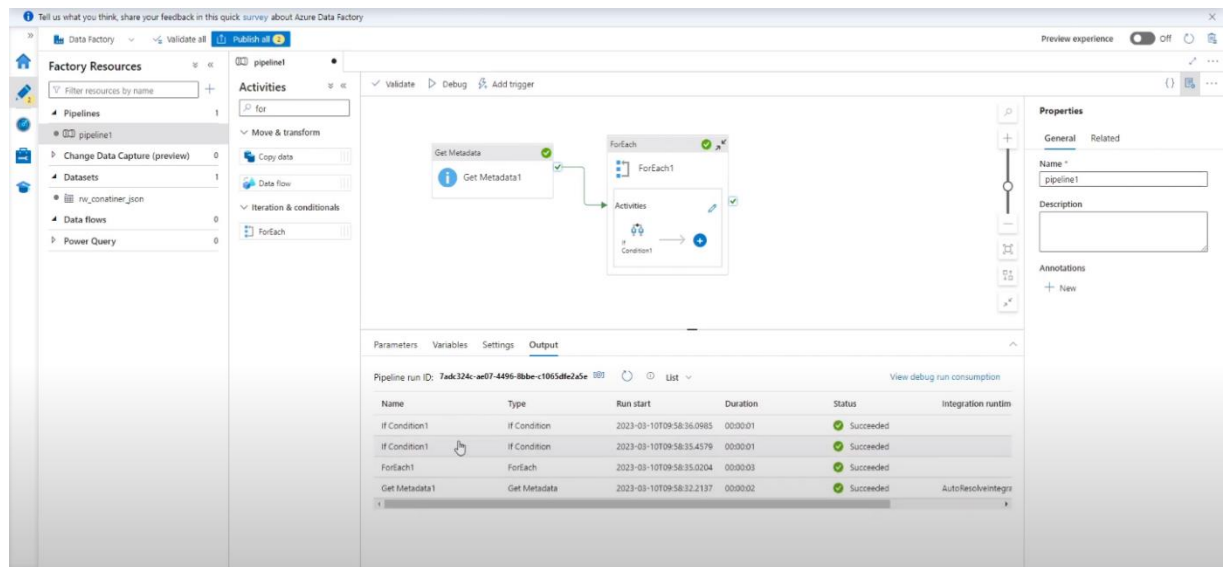 Tell us what you think, share your feedback in this quick survey about Azure Data Factory
Data Factory
Validate all
Publish all 2
Preview experience
Off
Factory Resources
Filter resources by name
Pipelines 1
pipeline1
Change Data Capture (preview) 0
Datasets 1
rw_conatiner_json
Data flows 0
Power Query 0
pipeline1
Activities
for
Move & transform
Copy data
Data flow
Iteration & conditionals
ForEach
Validate Debug Add trigger
Get Metadata
Get Metadata1
ForEach
ForEach1
Activities
If
Condition1
Parameters Variables Settings Output
Pipeline run ID: 7adc324c-ae07-4496-8bbe-c1065dfe2a5e
List
View debug run consumption
Name Type Run start Duration Status Integration runtim
If Condition1 If Condition 2023-03-10T09:58:36.0985 00:00:01 Succeeded
If Condition1 If Condition 2023-03-10T09:58:35.4579 00:00:01 Succeeded
ForEach1 ForEach 2023-03-10T09:58:35.0204 00:00:03 Succeeded
Get Metadata1 Get Metadata 2023-03-10T09:58:32.2137 00:00:02 Succeeded AutoResolveIntegra
Properties
General Related
Name *
pipeline1
Description
Annotations
New